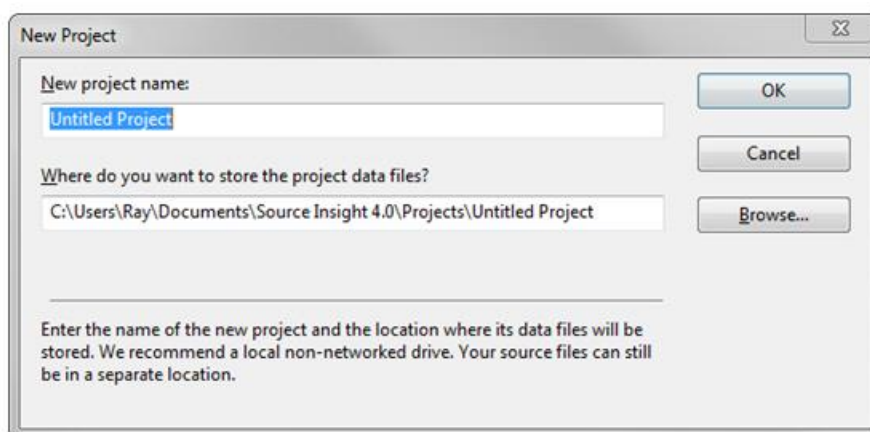 New Project
New project name:
OK
Untitled Project
Cancel
Where do you want to store the project data files?
C:\Users\Ray\Documents\Source Insight 4.0\Projects\Untitled Project
Browse...
Enter the name of the new project and the location where its data files will be
stored. We recommend a local non-networked drive. Your source files can still
be in a separate location.